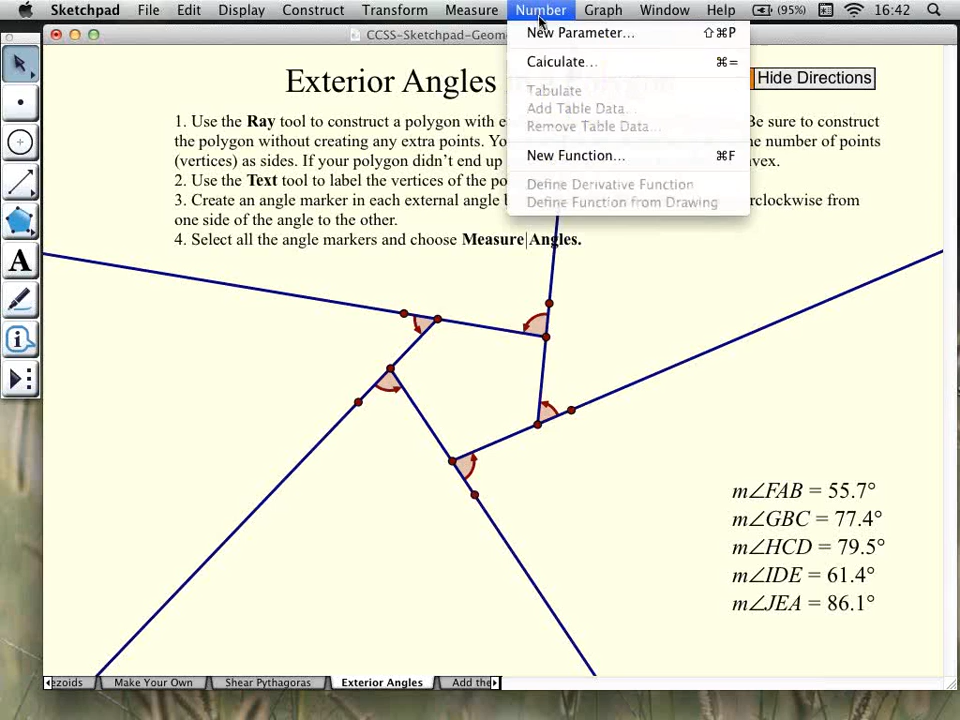 Sketchpad File Edit Display Construct Transform Measure Number Graph Window Help (95%) 16:42
CCSS-Sketchpad-Geom
New Parameter... ⇧⌘P
Calculate... ⌘=
Tabulate
Add Table Data...
Remove Table Data...
New Function... ⌘F
Define Derivative Function
Define Function from Drawing
Exterior Angles
Hide Directions
1. Use the Ray tool to construct a polygon with e Be sure to construct
the polygon without creating any extra points. Yo he number of points
(vertices) as sides. If your polygon didn't end up vex.
2. Use the Text tool to label the vertices of the po
3. Create an angle marker in each external angle b rclockwise from
one side of the angle to the other.
4. Select all the angle markers and choose Measure|Angles.
A
m∠FAB = 55.7°
m∠GBC = 77.4°
m∠HCD = 79.5°
m∠IDE = 61.4°
m∠JEA = 86.1°
ezoids Make Your Own Shear Pythagoras Exterior Angles Add the